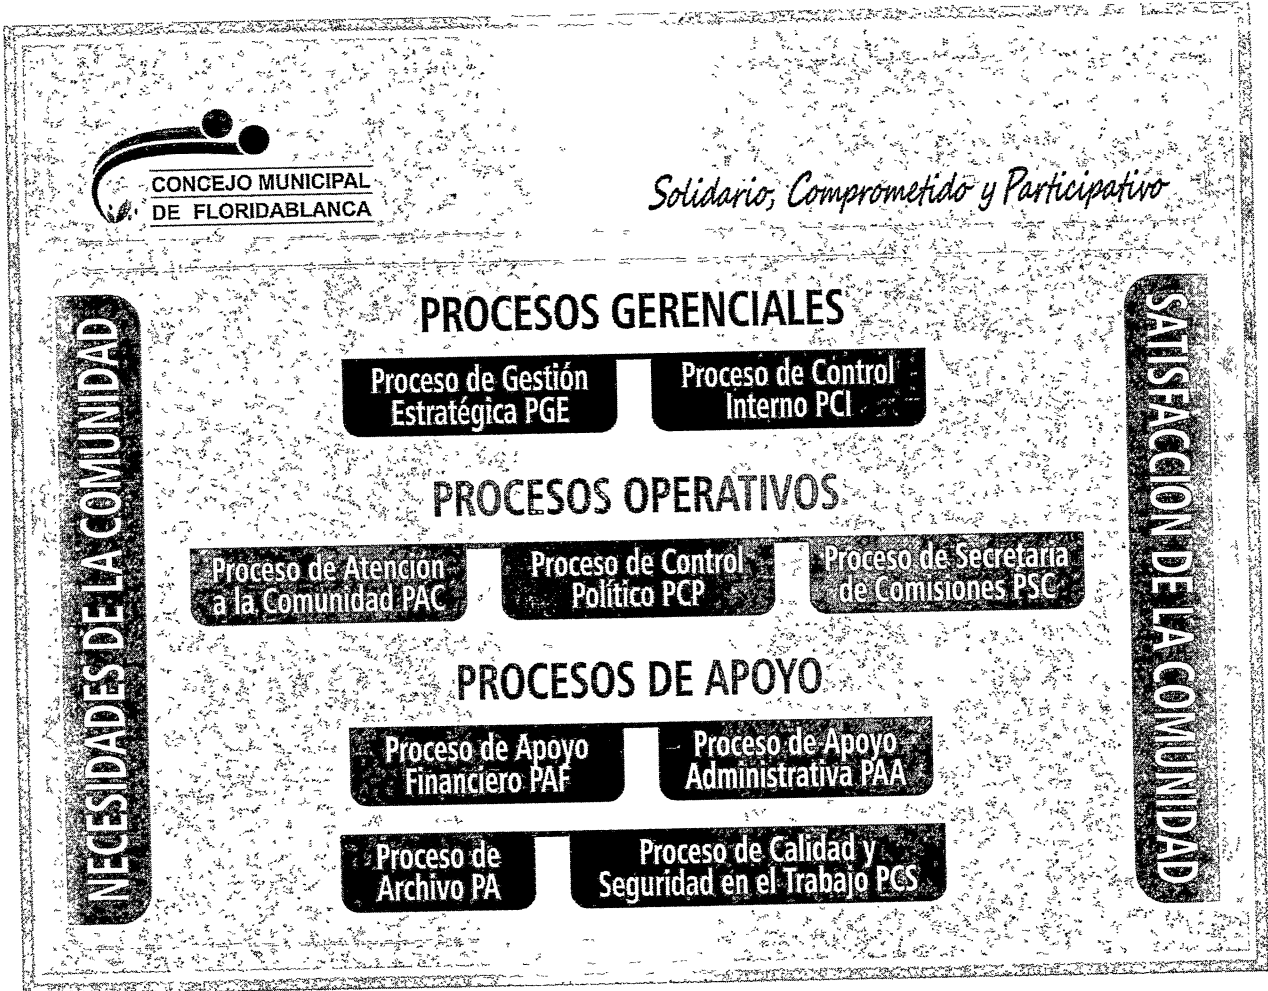 CONCEJO MUNICIPAL
DE FLORIDABLANCA
Solidario, Comprometido y Participativo
NECESIDADES DE LA COMUNIDAD
PROCESOS GERENCIALES
Proceso de Gestión
Estratégica PGE
Proceso de Control
Interno PCI
PROCESOS OPERATIVOS
Proceso de Atención
a la Comunidad PAC
Proceso de Control
Político PCP
Proceso de Secretaría
de Comisiones PSC
PROCESOS DE APOYO
Proceso de Apoyo
Financiero PAF
Proceso de Apoyo
Administrativa PAA
Proceso de
Archivo PA
Proceso de Calidad y
Seguridad en el Trabajo PCS
SATISFACCION DE LA COMUNIDAD